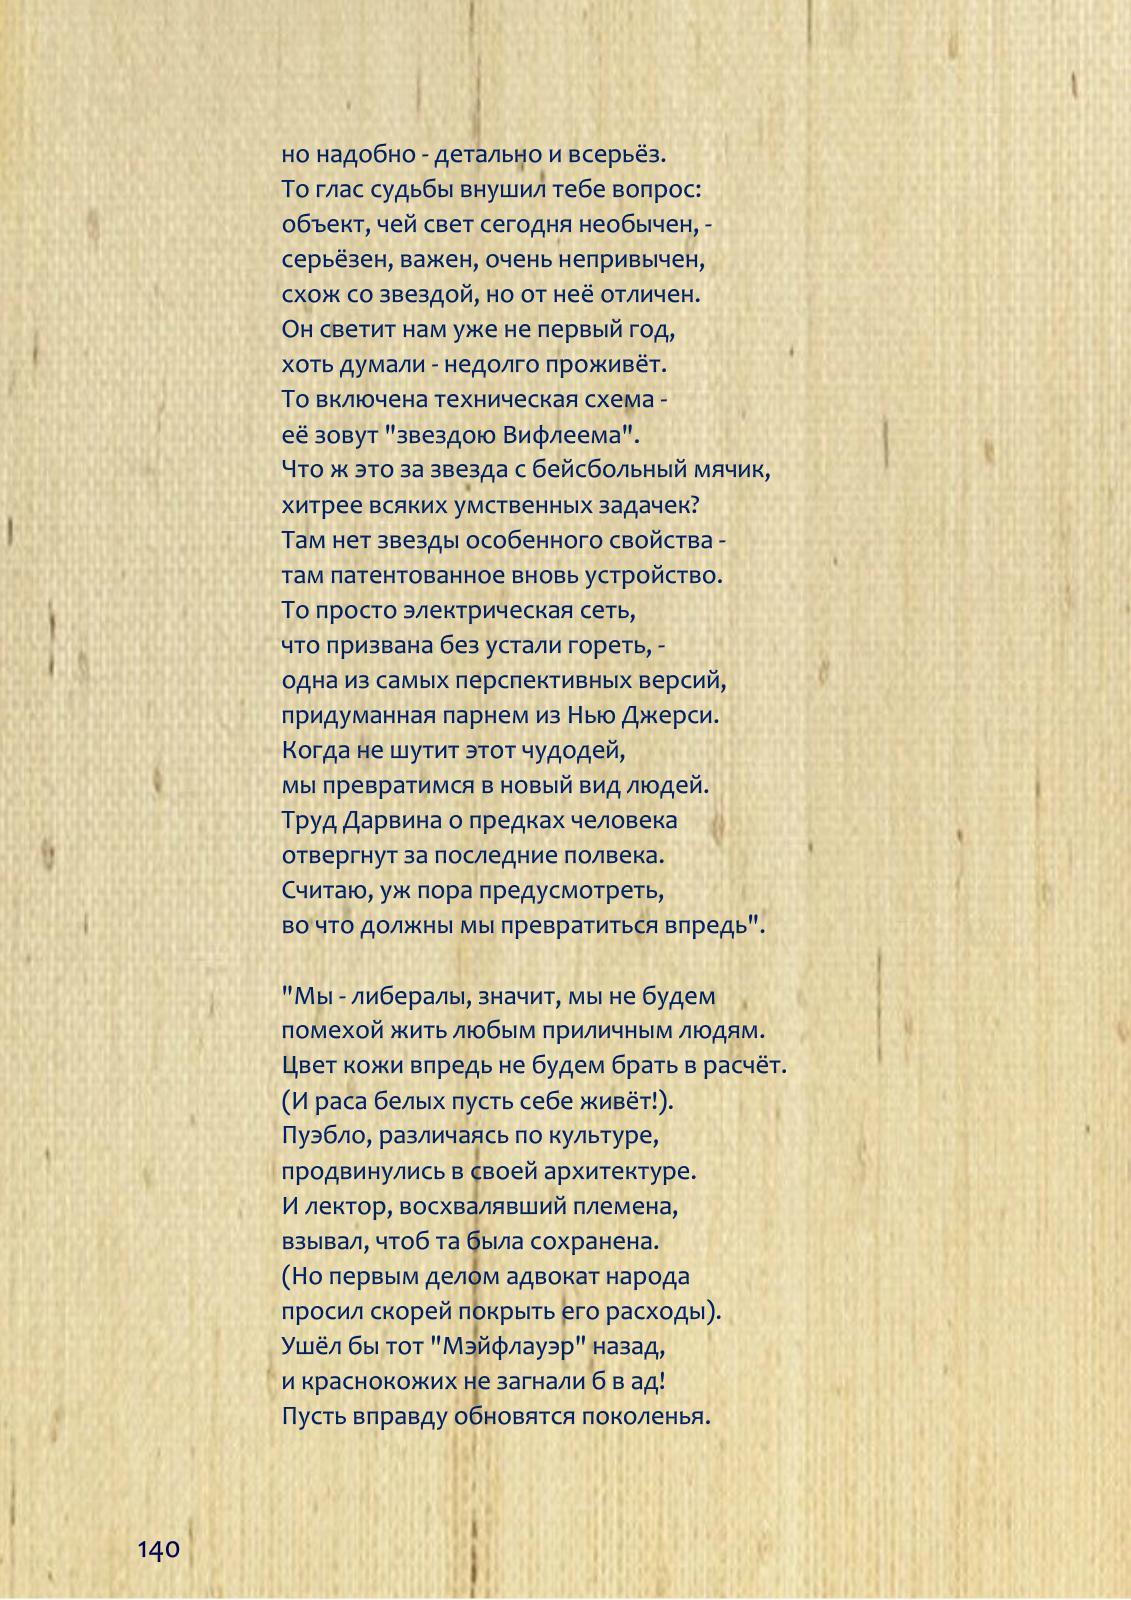 но надобно - детально и всерьёз.
То глас судьбы внушил тебе вопрос:
объект, чей свет сегодня необычен, -
серьёзен, важен, очень непривычен,
схож со звездой, но от неё отличен.
Он светит нам уже не первый год,
хоть думали - недолго проживёт.
То включена техническая схема -
её зовут "звездою Вифлеема".
Что ж это за звезда с бейсбольный мячик,
хитрее всяких умственных задачек?
Там нет звезды особенного свойства -
там патентованное вновь устройство.
То просто электрическая сеть,
что призвана без устали гореть, -
одна из самых перспективных версий,
придуманная парнем из Нью Джерси.
Когда не шутит этот чудодей,
мы превратимся в новый вид людей.
Труд Дарвина о предках человека
отвергнут за последние полвека.
Считаю, уж пора предусмотреть,
во что должны мы превратиться впредь".

"Мы - либералы, значит, мы не будем
помехой жить любым приличным людям.
Цвет кожи впредь не будем брать в расчёт.
(И раса белых пусть себе живёт!).
Пуэбло, различаясь по культуре,
продвинулись в своей архитектуре.
И лектор, восхвалявший племена,
взывал, чтоб та была сохранена.
(Но первым делом адвокат народа
просил скорей покрыть его расходы).
Ушёл бы тот "Мэйфлауэр" назад,
и краснокожих не загнали б в ад!
Пусть вправду обновятся поколенья.
140